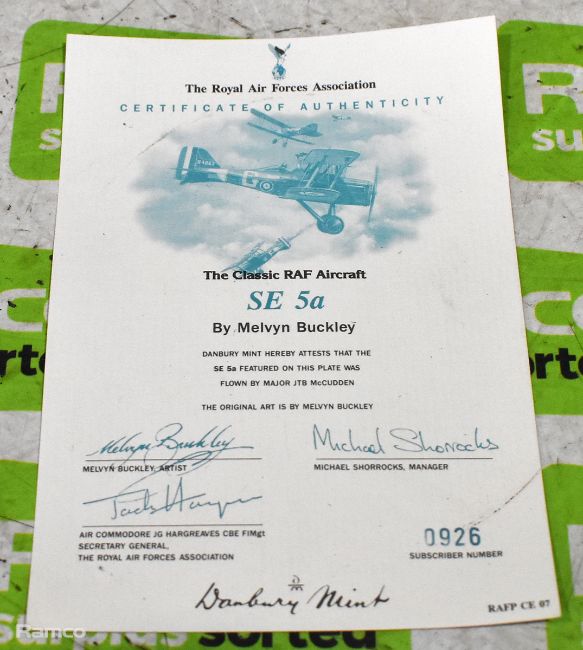 The Royal Air Forces Association
CERTIFICATE OF AUTHENTICITY
The Classic RAF Aircraft
SE 5a
By Melvyn Buckley
DANBURY MINT HEREBY ATTESTS THAT THE
SE 5a FEATURED ON THIS PLATE WAS
FLOWN BY MAJOR JTB McCUDDEN
THE ORIGINAL ART IS BY MELVYN BUCKLEY
Melvyn Buckley
MELVYN BUCKLEY, ARTIST
Michael Shorrocks
MICHAEL SHORROCKS, MANAGER
AIR COMMODORE JG HARGREAVES CBE FIMgt
SECRETARY GENERAL,
THE ROYAL AIR FORCES ASSOCIATION
0926
SUBSCRIBER NUMBER
Danbury Mint
RAFP CE 07
Ramco
surplus sorted